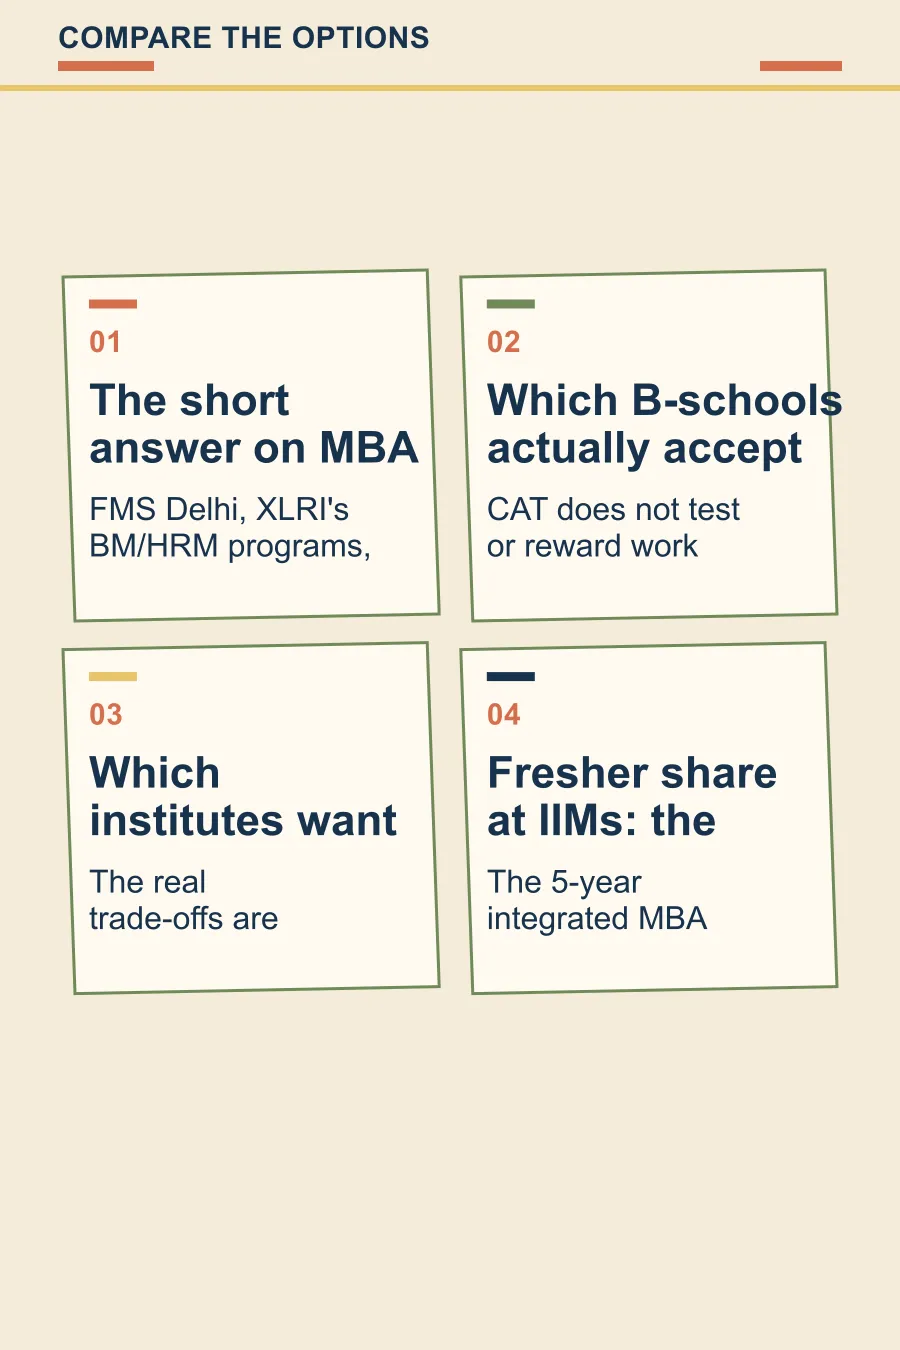 COMPARE THE OPTIONS
01
The short
answer on MBA
FMS Delhi, XLRI's
BM/HRM programs,
02
Which B-schools
actually accept
CAT does not test
or reward work
03
Which
institutes want
The real
trade-offs are
04
Fresher share
at IIMs: the
The 5-year
integrated MBA